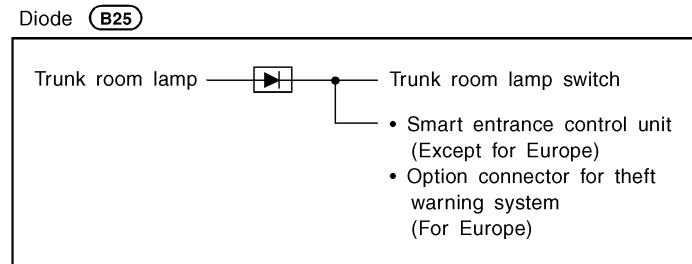 Diode B25
Trunk room lamp
Trunk room lamp switch
• Smart entrance control unit
(Except for Europe)
• Option connector for theft
warning system
(For Europe)